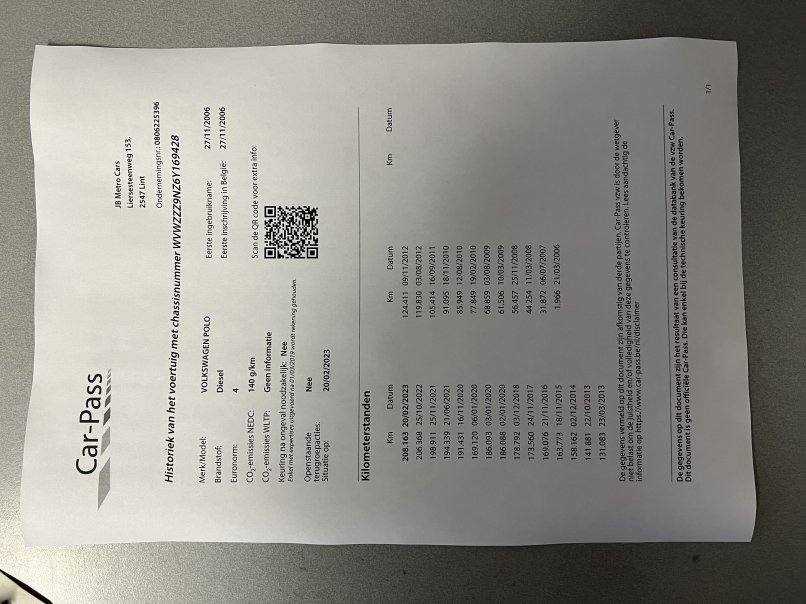 Car-Pass
JB Metro Cars
Liersesteenweg 153,
2547 Lint
Ondernemingsnr.: 0806225396
Historiek van het voertuig met chassisnummer WVWZZZ9NZ6Y169428
Merk/Model: VOLKSWAGEN POLO
Eerste ingebruikname: 27/11/2006
Brandstof: Diesel
Eerste inschrijving in België: 27/11/2006
Euronorm: 4
CO₂-emissies NEDC: 140 g/km
Scan de QR code voor extra info:
CO₂-emissies WLTP: Geen informatie
Keuring na ongeval noodzakelijk: Nee
Enkel met expertises uitgevoerd na 01/03/2019 wordt rekening gehouden.
Openstaande
terugroepacties: Nee
Situatie op: 20/02/2023
Kilometerstanden
Km Datum Km Datum Km Datum
208.163 20/02/2023 124.411 09/11/2012
206.368 25/10/2022 119.830 03/08/2012
198.911 25/11/2021 105.414 16/09/2011
194.339 21/06/2021 91.095 18/11/2010
191.431 16/11/2020 85.949 12/08/2010
169.120 06/01/2020 77.849 19/02/2010
186.093 03/01/2020 68.859 03/08/2009
186.088 02/01/2020 61.506 10/03/2009
178.792 03/12/2018 56.457 25/11/2008
173.560 24/11/2017 44.254 11/03/2008
169.076 21/11/2016 31.872 06/07/2007
163.773 18/11/2015 1.966 21/03/2006
158.162 02/12/2014
141.881 22/10/2013
131.083 23/03/2013
De gegevens vermeld op dit document zijn afkomstig van derde partijen. Car-Pass vzw is door de wetgever
niet belast om de juistheid en/of volledigheid van deze gegevens te controleren. Lees aandachtig de
informatie op https://www.car-pass.be/nl/disclaimer
De gegevens op dit document zijn het resultaat van een consultatie van de databank van de vzw Car-Pass.
Dit document is geen officiële Car-Pass. Die kan enkel bij de technische keuring bekomen worden.
1/1